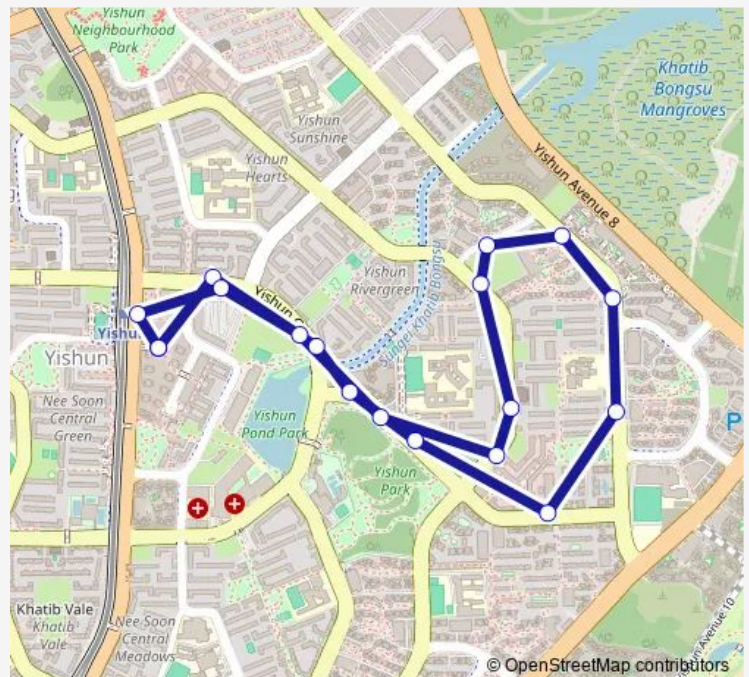 Yishun
Neighbourhood
Park
Khatib
Bongsu
Mangroves
Yishun
Sunshine
Yishun
Hearts
Yishun Avenue 8
Yishun
Rivergreen
Sungei Khatib Bongsu
Yishun
Nee Soon
Central
Green
Yishun
Pond Park
Yishun
Park
P
Khatib Vale
Khatib
Vale
Nee Soon
Central
Meadows
Yishun Avenue 10
© OpenStreetMap contributors